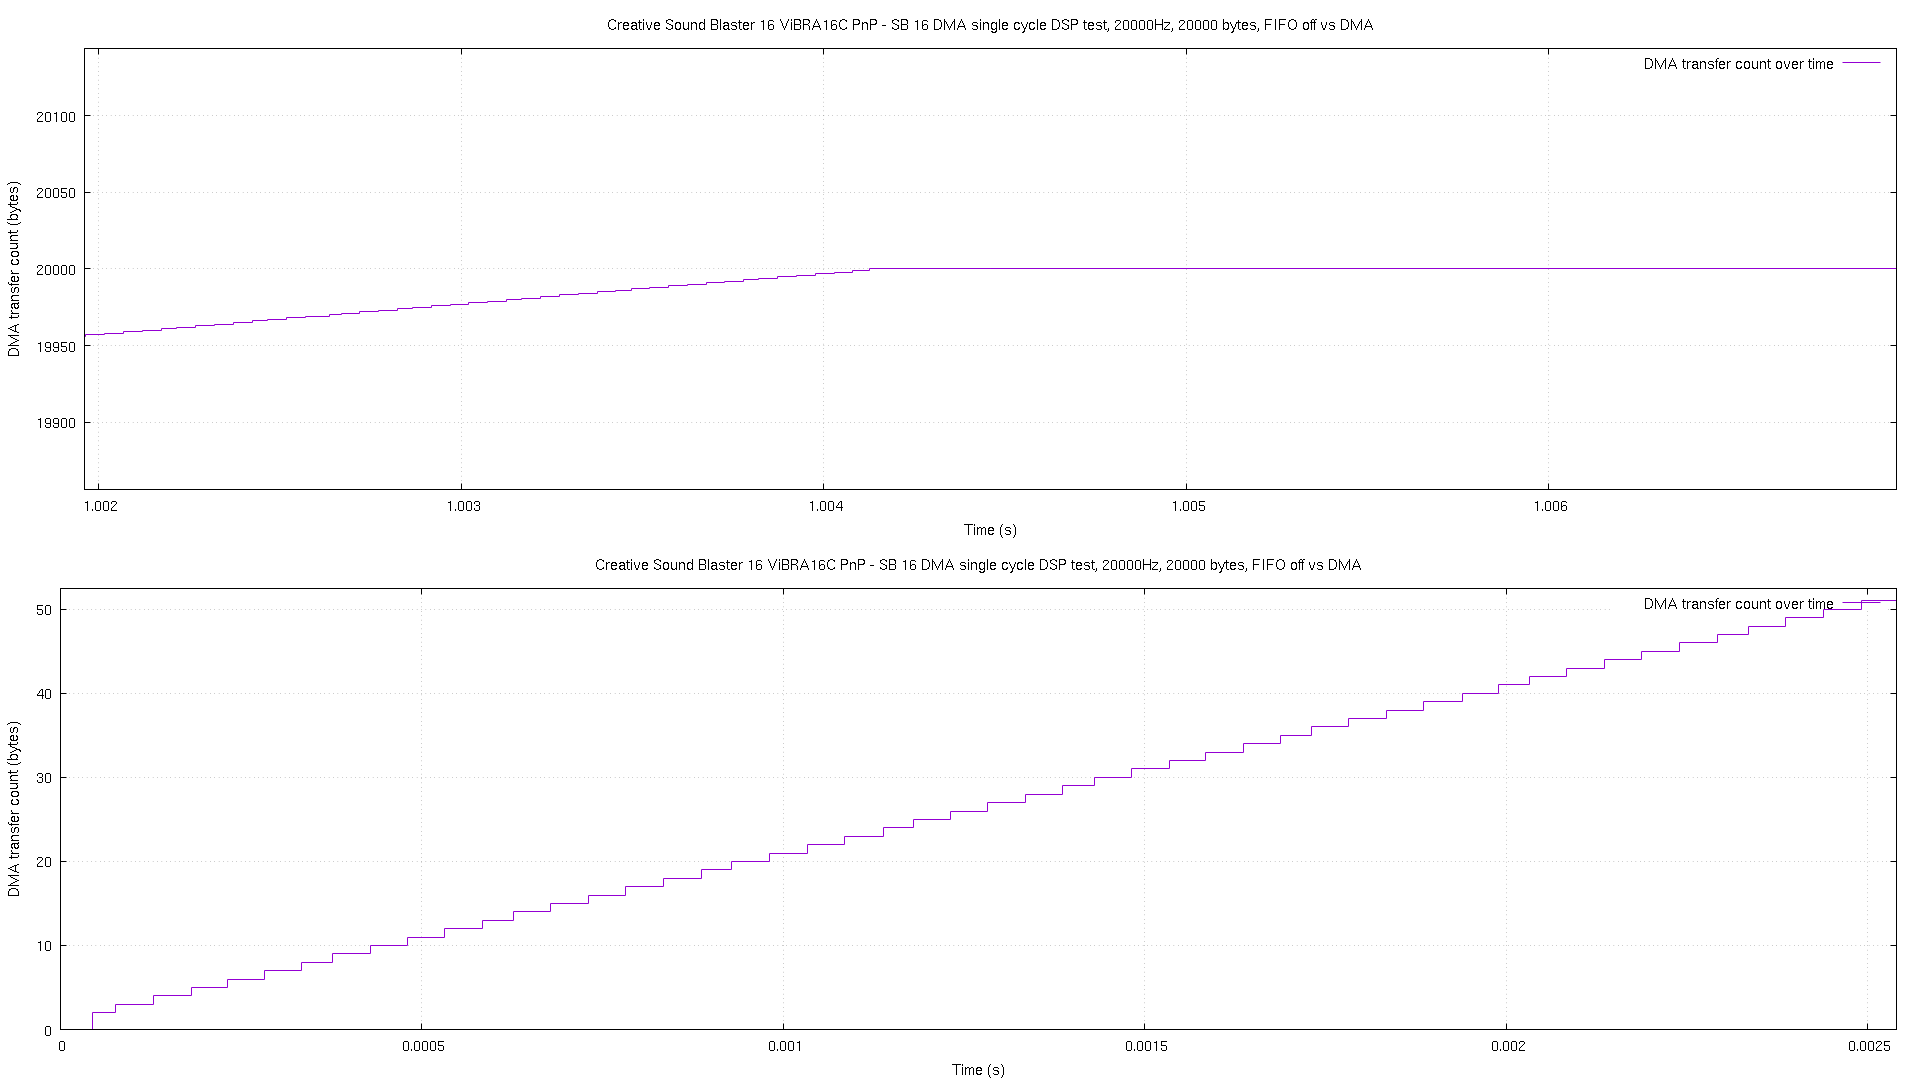 Creative Sound Blaster 16 ViBRA16C PnP - SB 16 DMA single cycle DSP test, 20000Hz, 20000 bytes, FIFO off vs DMA
DMA transfer count over time
DMA transfer count (bytes)
20100
20050
20000
19950
19900
1.002 1.003 1.004 1.005 1.006
Time (s)
Creative Sound Blaster 16 ViBRA16C PnP - SB 16 DMA single cycle DSP test, 20000Hz, 20000 bytes, FIFO off vs DMA
DMA transfer count over time
DMA transfer count (bytes)
50
40
30
20
10
0
0 0.0005 0.001 0.0015 0.002 0.0025
Time (s)